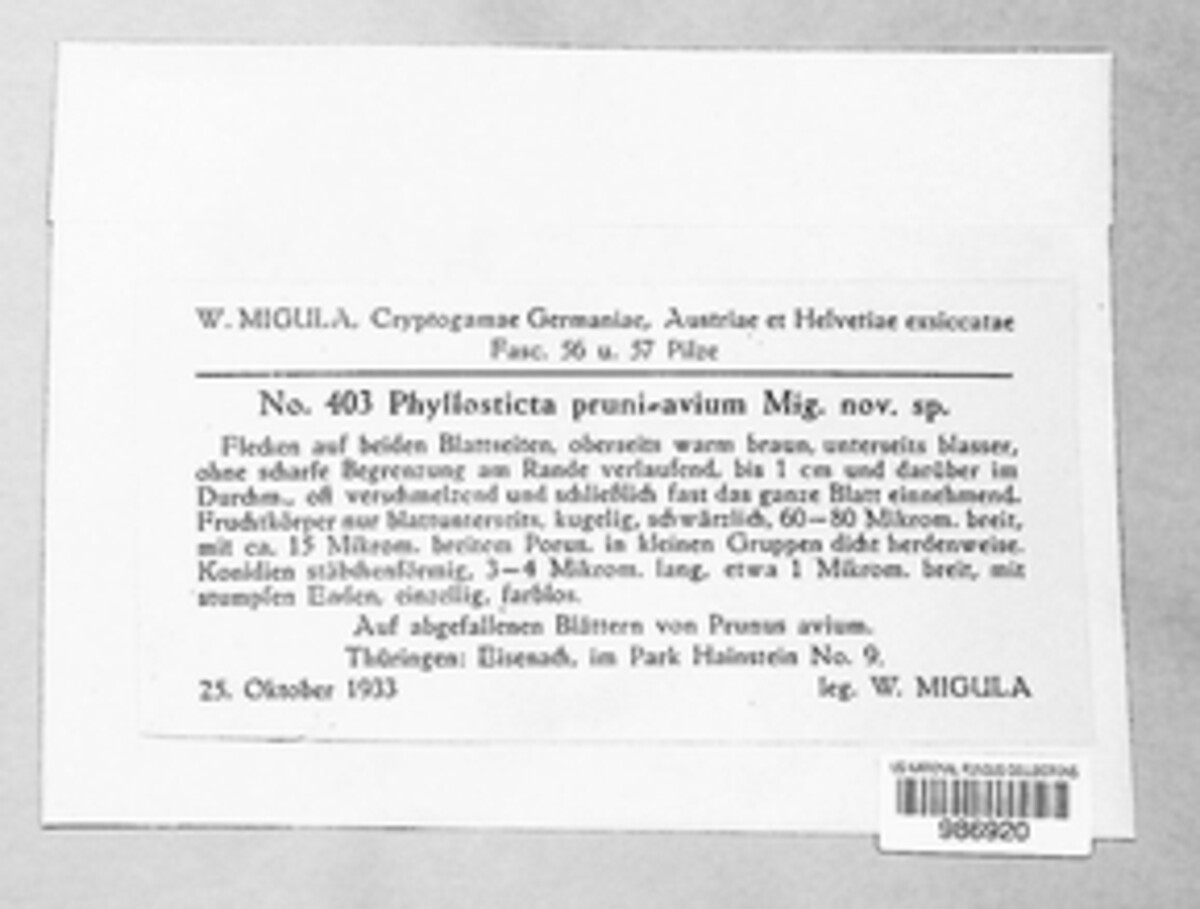 W. MIGULA, Cryptogamae Germaniae, Austriae et Helvetiae exsiccatae
Fasc. 56 u. 57 Pilze
No. 403 Phyllosticta pruni-avium Mig. nov. sp.
Flecken auf beiden Blattseiten, oberseits warm braun, unterseits blasser,
ohne scharfe Begrenzung am Rande verlaufend, bis 1 cm und darüber im
Durchm., oft verschmelzend und schließlich fast das ganze Blatt einnehmend.
Fruchtkörper nur blattunterseits, kugelig, schwärzlich, 60—80 Mikrom. breit,
mit ca. 15 Mikrom. breitem Porus, in kleinen Gruppen dicht herdenweise.
Konidien stäbchenförmig, 3—4 Mikrom. lang, etwa 1 Mikrom. breit, mit
stumpfen Enden, einzellig, farblos.
Auf abgefallenen Blättern von Prunus avium.
Thüringen: Eisenach, im Park Hainstein No. 9.
25. Oktober 1933 leg. W. MIGULA
US NATIONAL FUNGUS COLLECTIONS
986920